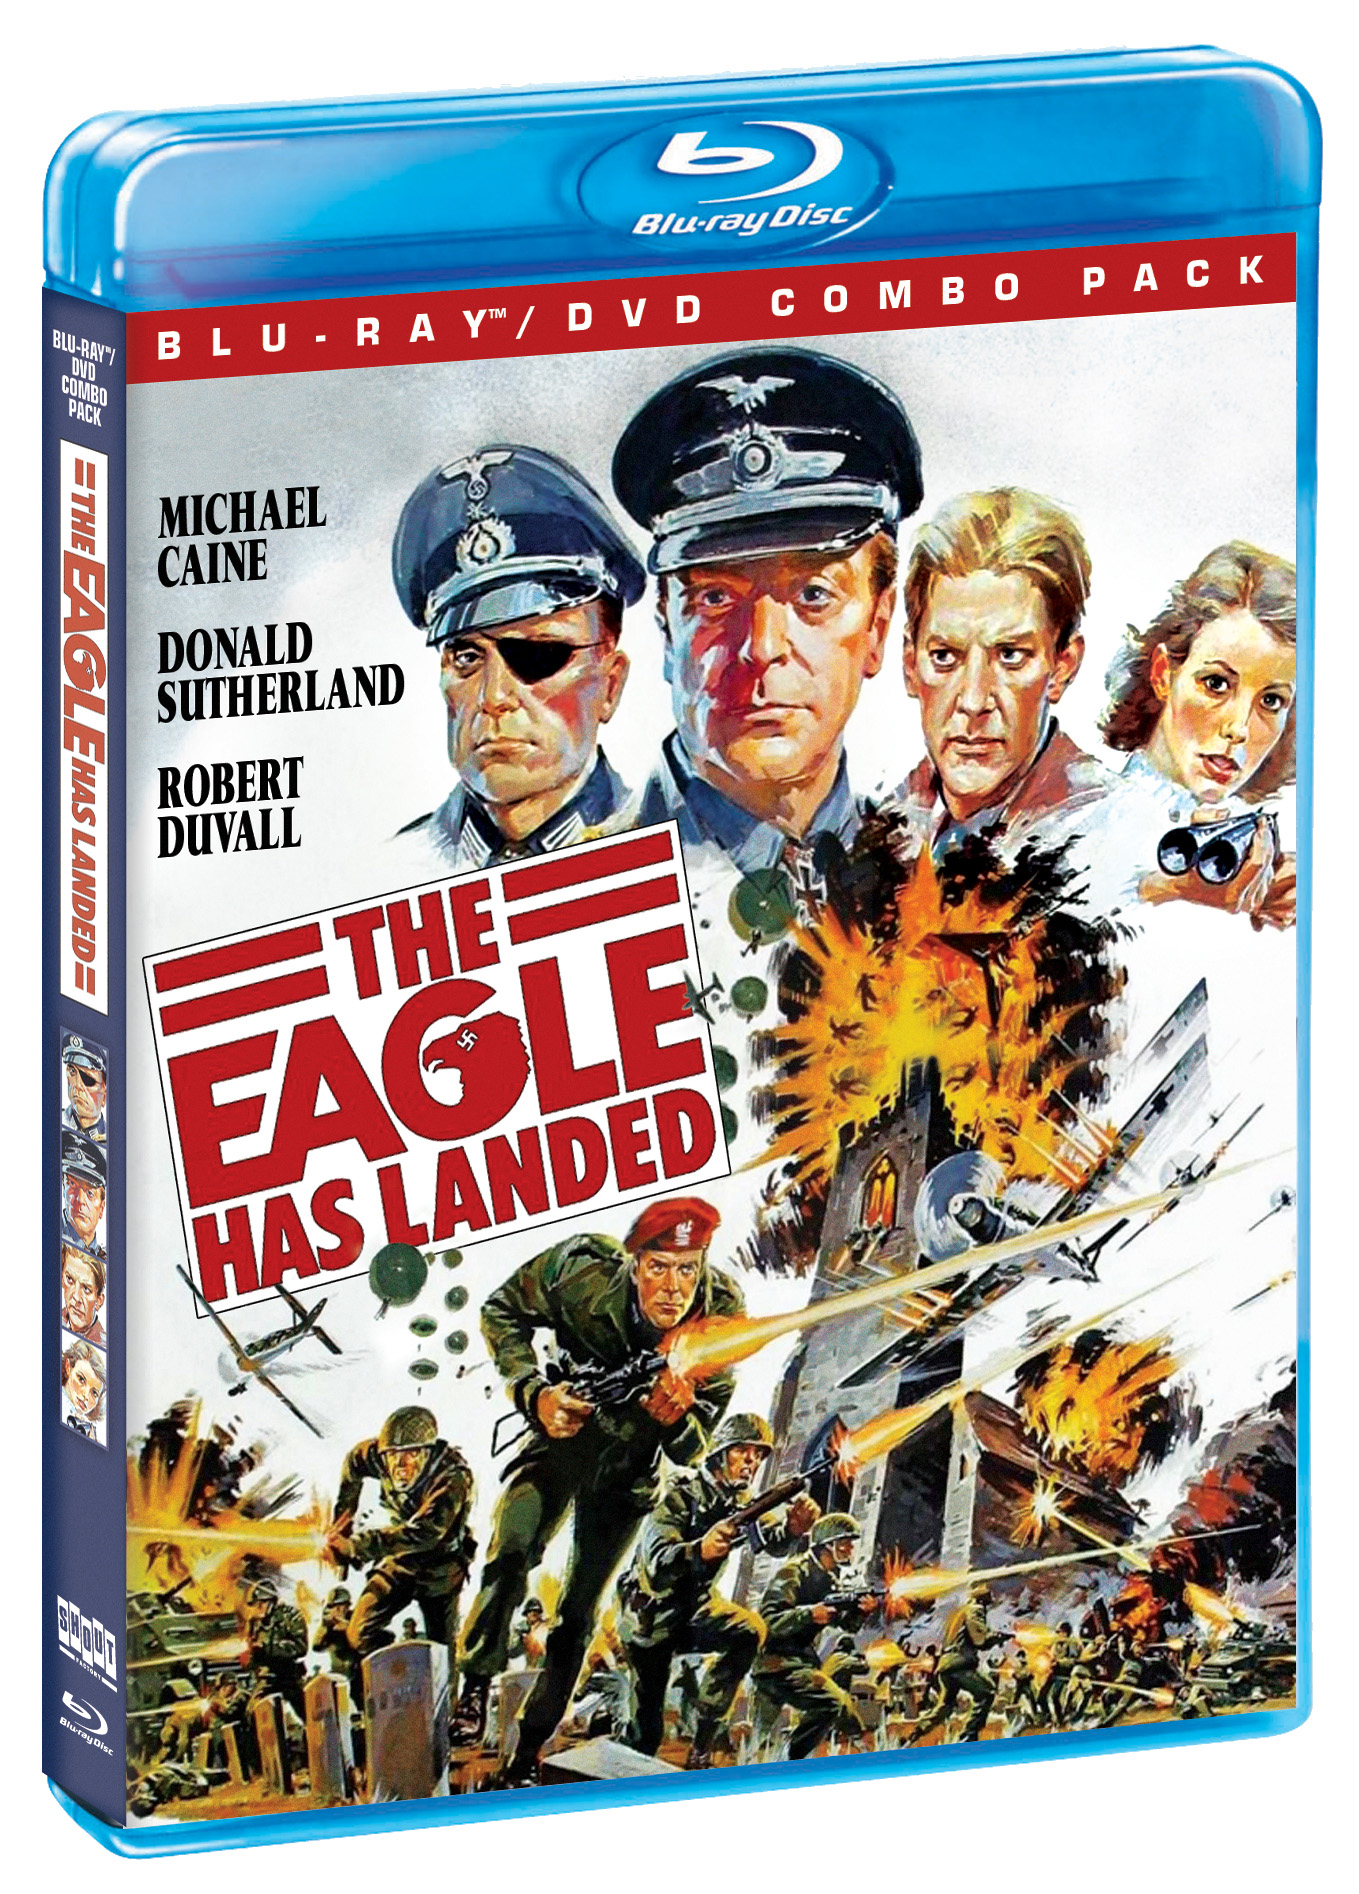 Blu-ray Disc
BLU-RAY™/DVD COMBO PACK
MICHAEL
CAINE
DONALD
SUTHERLAND
ROBERT
DUVALL
THE
EAGLE
HAS LANDED
BLU-RAY™/
DVD
COMBO
PACK
THE EAGLE HAS LANDED
SHOUT
FACTORY
Blu-ray Disc